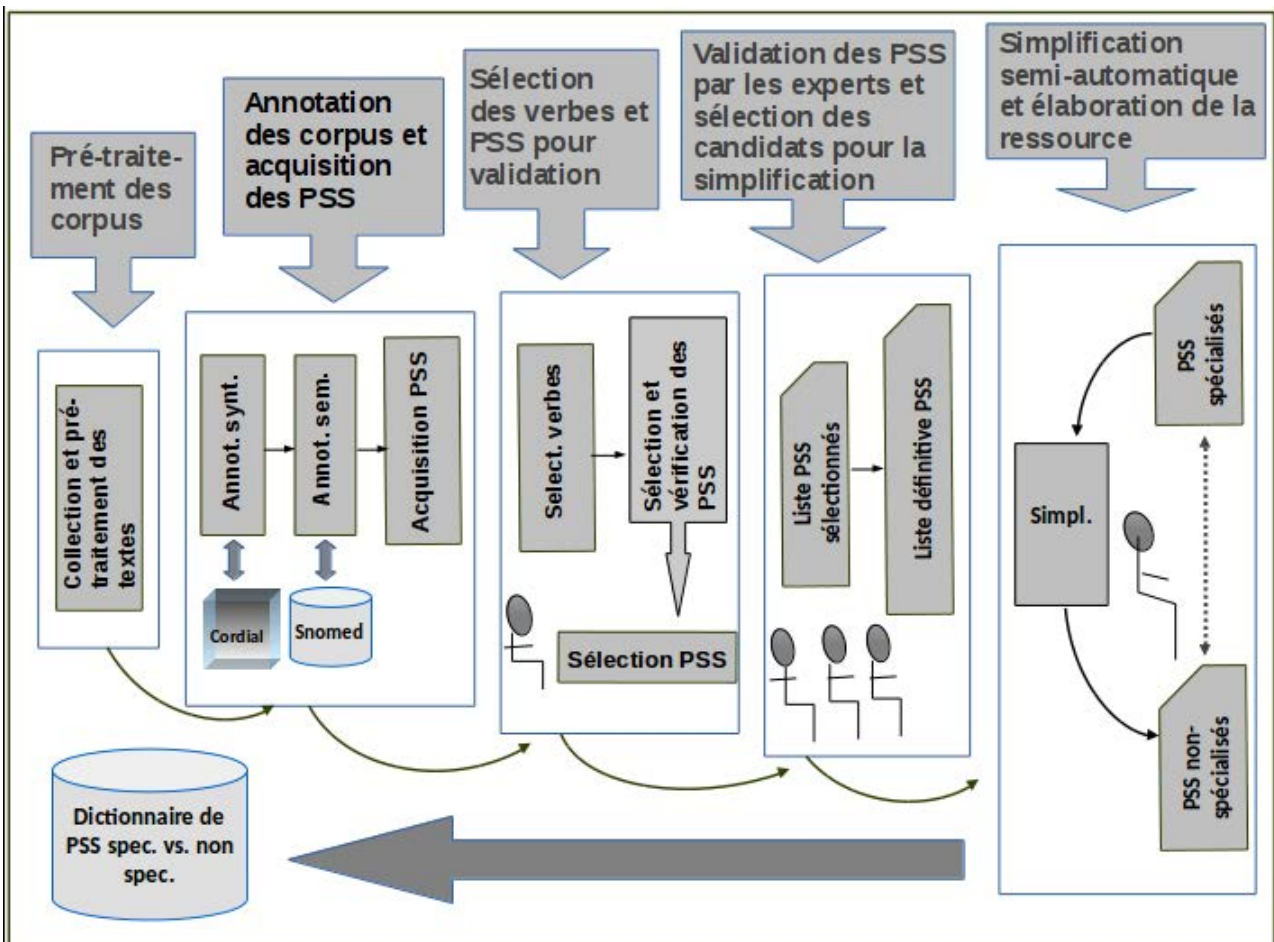 Pré-traite-
ment des
corpus
Annotation
des corpus et
acquisition
des PSS
Sélection
des verbes et
PSS pour
validation
Validation des PSS
par les experts et
sélection des
candidats pour la
simplification
Simplification
semi-automatique
et élaboration de la
ressource
Collection et pré-
traitement des
textes
Annot. synt.
Annot. sem.
Acquisition PSS
Cordial
Snomed
Select. verbes
Sélection et
vérification des
PSS
Sélection PSS
Liste PSS
sélectionnés
Liste définitive PSS
PSS
spécialisés
Simpl.
PSS non-
spécialisés
Dictionnaire de
PSS spec. vs. non
spec.